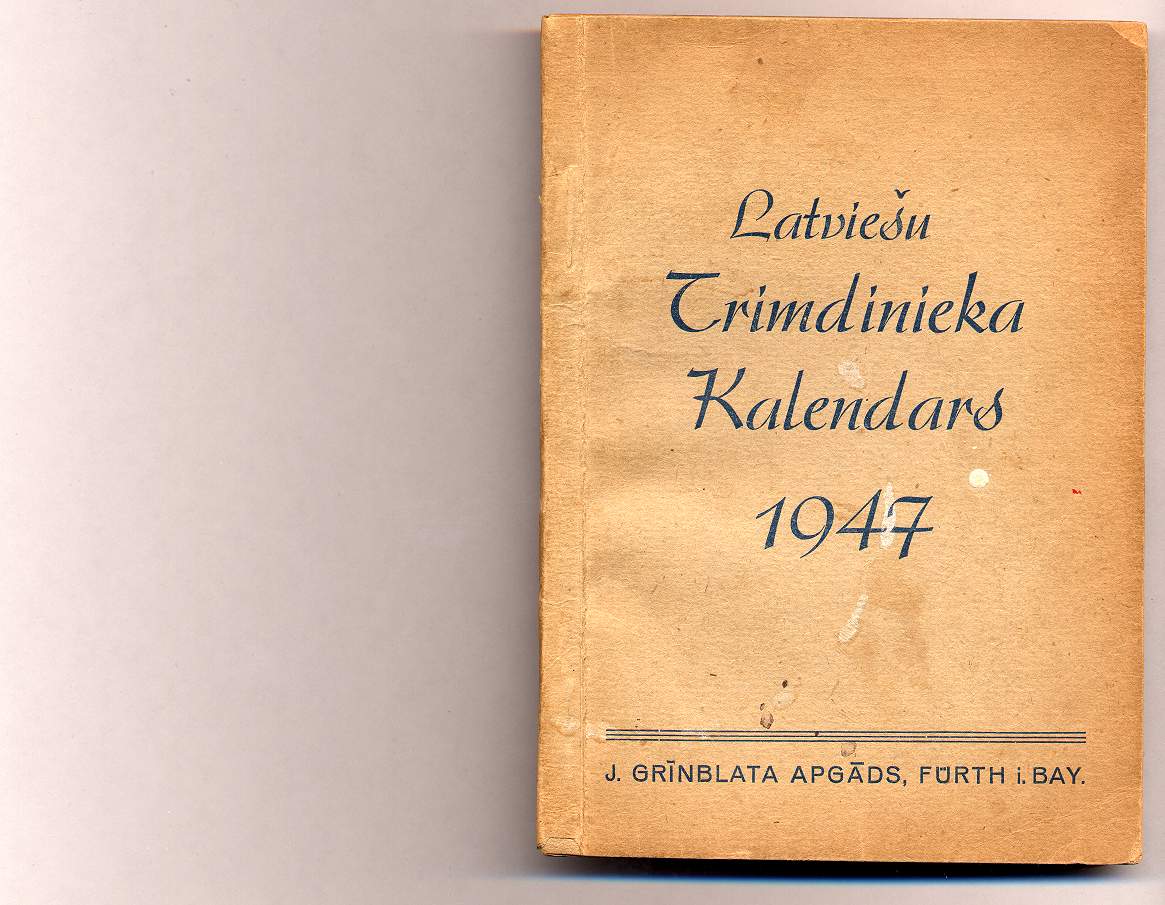 Latviešu
Trimdinieka
Kalendars
1947
J. GRĪNBLATA APGĀDS, FÜRTH i. BAY.